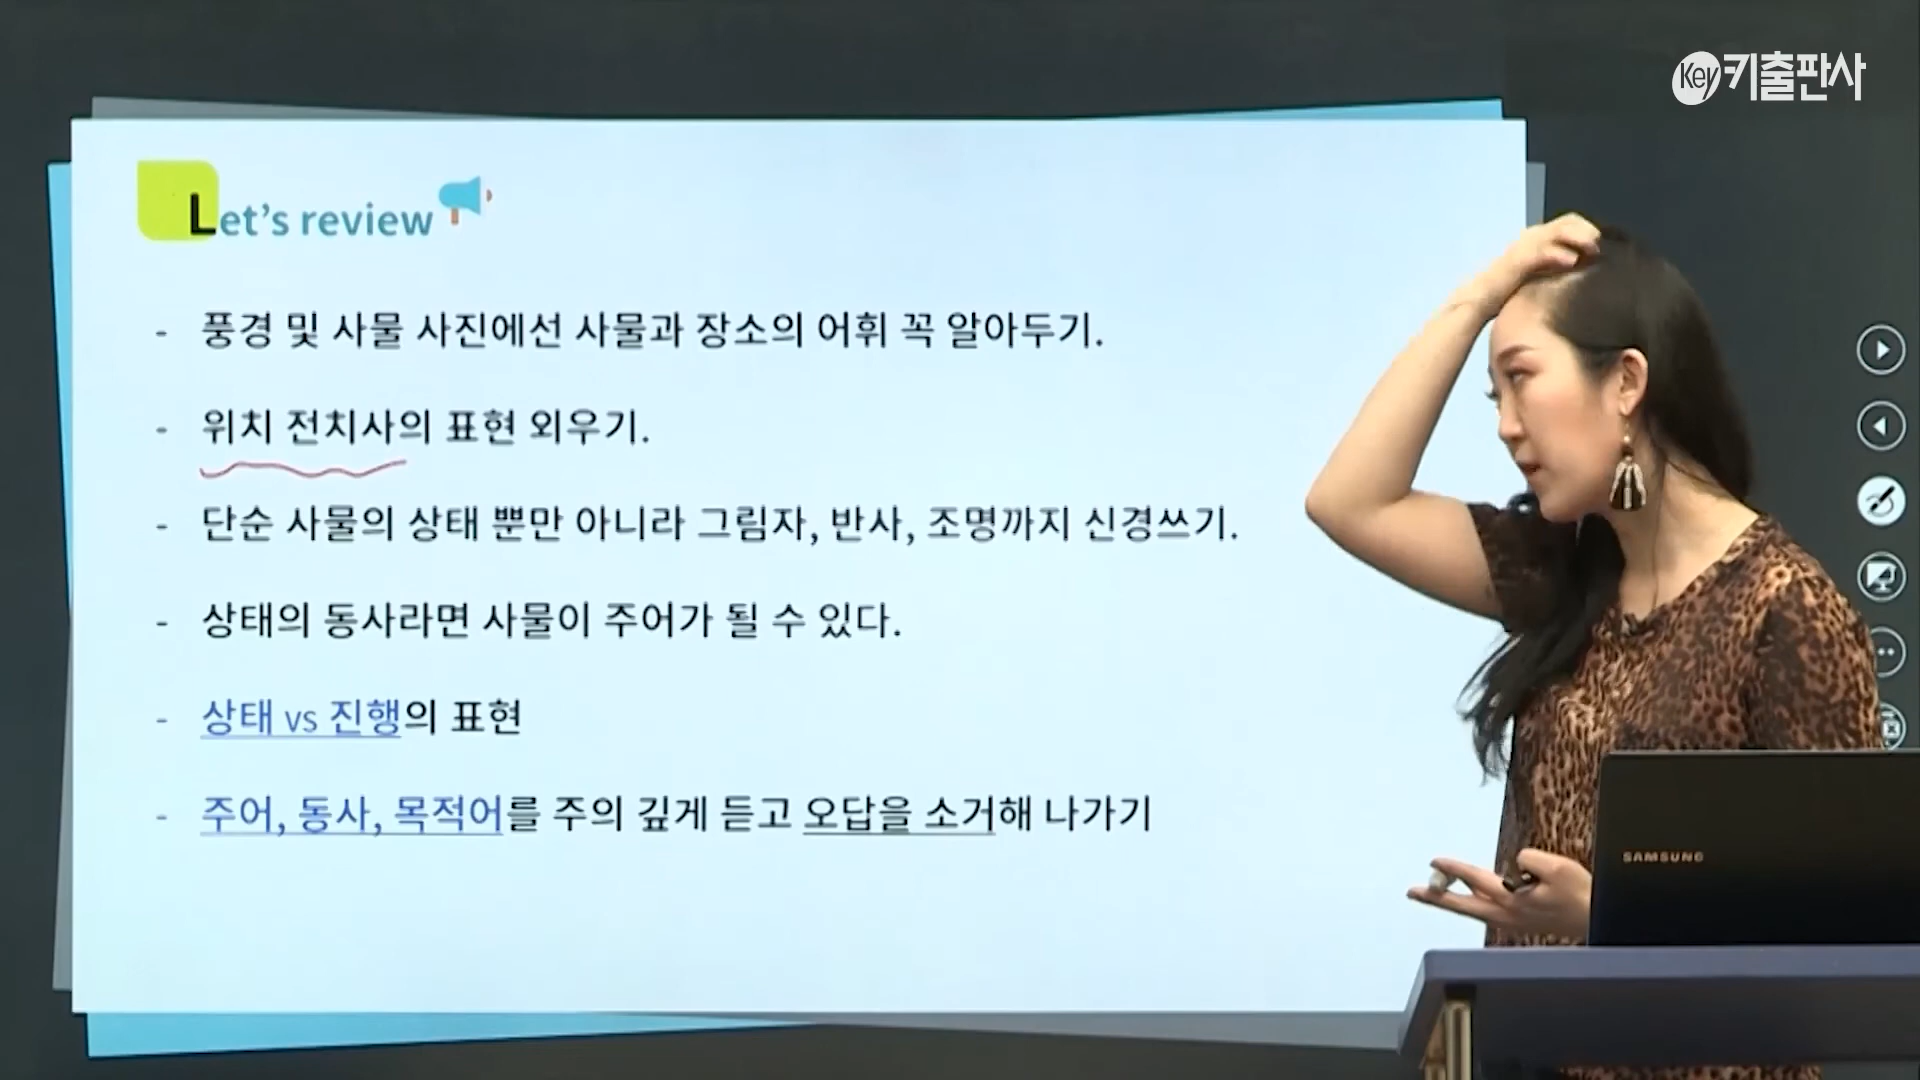 Key키출판사
Let's review
- 풍경 및 사물 사진에선 사물과 장소의 어휘 꼭 알아두기.
- 위치 전치사의 표현 외우기.
- 단순 사물의 상태 뿐만 아니라 그림자, 반사, 조명까지 신경쓰기.
- 상태의 동사라면 사물이 주어가 될 수 있다.
- 상태 vs 진행의 표현
- 주어, 동사, 목적어를 주의 깊게 듣고 오답을 소거해 나가기
SAMSUNG